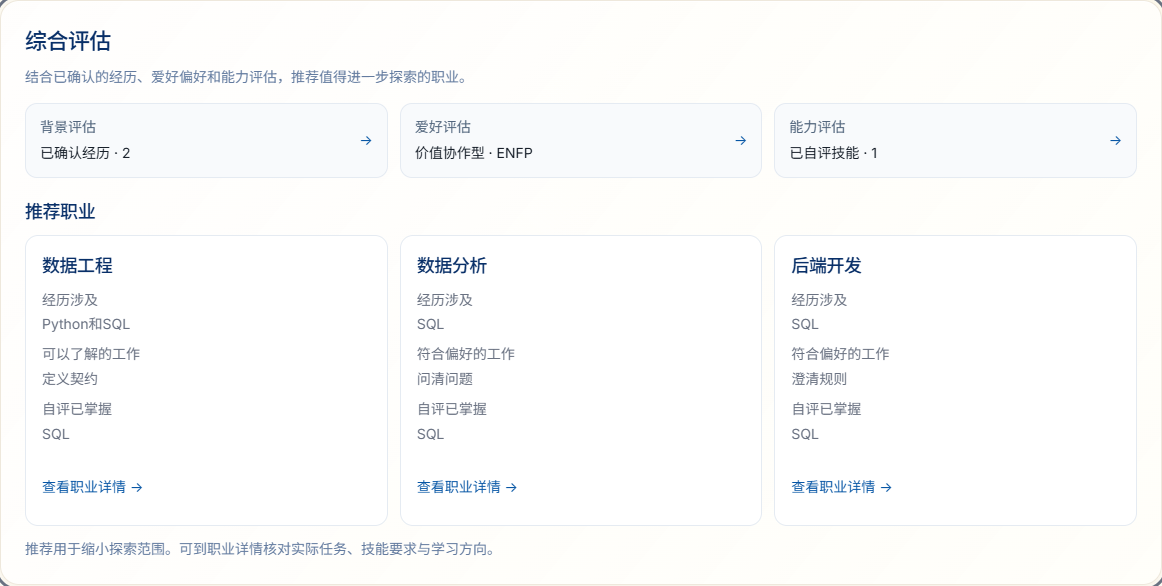 综合评估
结合已确认的经历、爱好偏好和能力评估，推荐值得进一步探索的职业。
背景评估
已确认经历 · 2
→
爱好评估
价值协作型 · ENFP
→
能力评估
已自评技能 · 1
→
推荐职业
数据工程
经历涉及
Python和SQL
可以了解的工作
定义契约
自评已掌握
SQL
查看职业详情 →
数据分析
经历涉及
SQL
符合偏好的工作
问清问题
自评已掌握
SQL
查看职业详情 →
后端开发
经历涉及
SQL
符合偏好的工作
澄清规则
自评已掌握
SQL
查看职业详情 →
推荐用于缩小探索范围。可到职业详情核对实际任务、技能要求与学习方向。